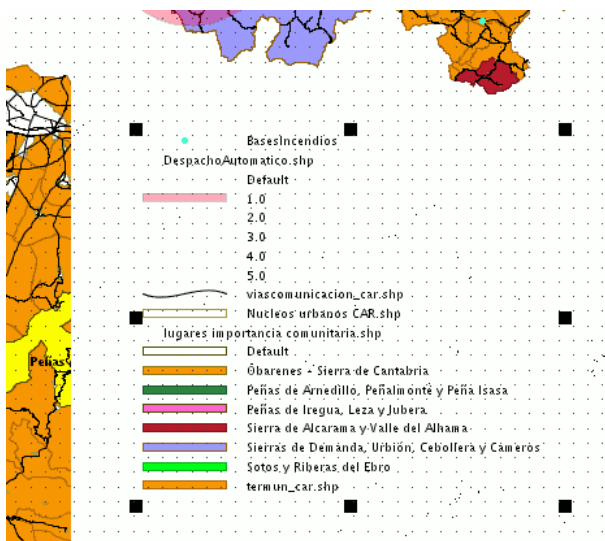 BasesIncendios
DespachoAutomatico.shp
Default
1.0
2.0
3.0
4.0
5.0
viascomunicacion_car.shp
Nucleos urbanos CAR.shp
lugares importancia comunitaria.shp
Default
Obarenes - Sierra de Cantabria
Peñas de Arnedillo, Peñalmonte y Peña Isasa
Peñas de Iregua, Leza y Jubera
Sierra de Alcarama y Valle del Alhama
Sierras de Demanda, Urbión, Cebollera y Cameros
Sotos y Riberas del Ebro
termun_car.shp
Peñas